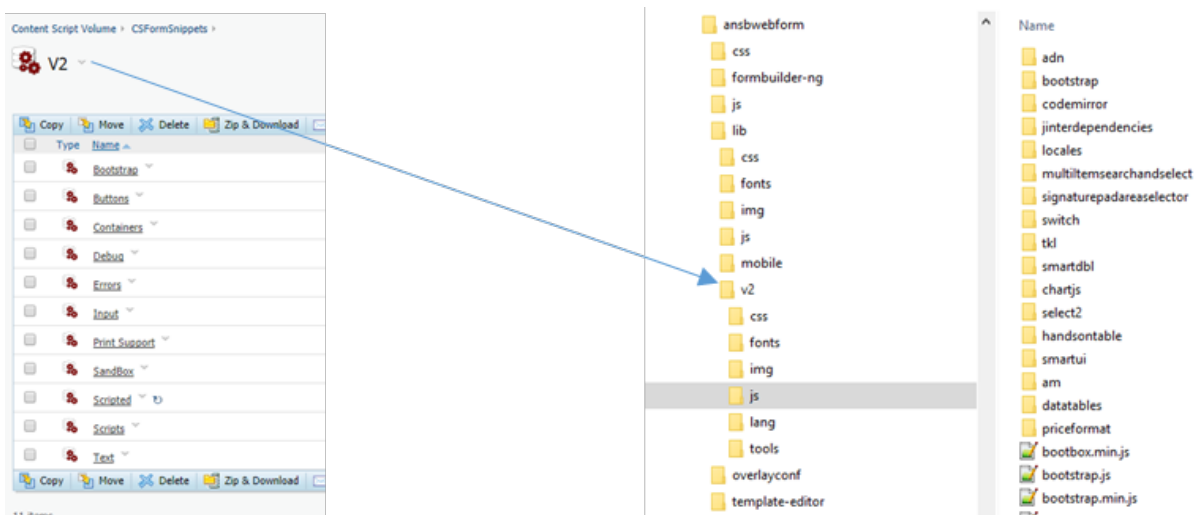 Content Script Volume › CSFormSnippets ›
V2
Copy Move Delete Zip & Download
Type Name
Bootstrap
Buttons
Containers
Debug
Errors
Input
Print Support
SandBox
Scripted
Scripts
Text
Copy Move Delete Zip & Download
11 items
ansbwebform
css
formbuilder-ng
js
lib
css
fonts
img
js
mobile
v2
css
fonts
img
js
lang
tools
overlayconf
template-editor
Name
adn
bootstrap
codemirror
jinterdependencies
locales
multiItemsearchandselect
signaturepadareaselector
switch
tkl
smartdbl
chartjs
select2
handsontable
smartui
am
datatables
priceformat
bootbox.min.js
bootstrap.js
bootstrap.min.js